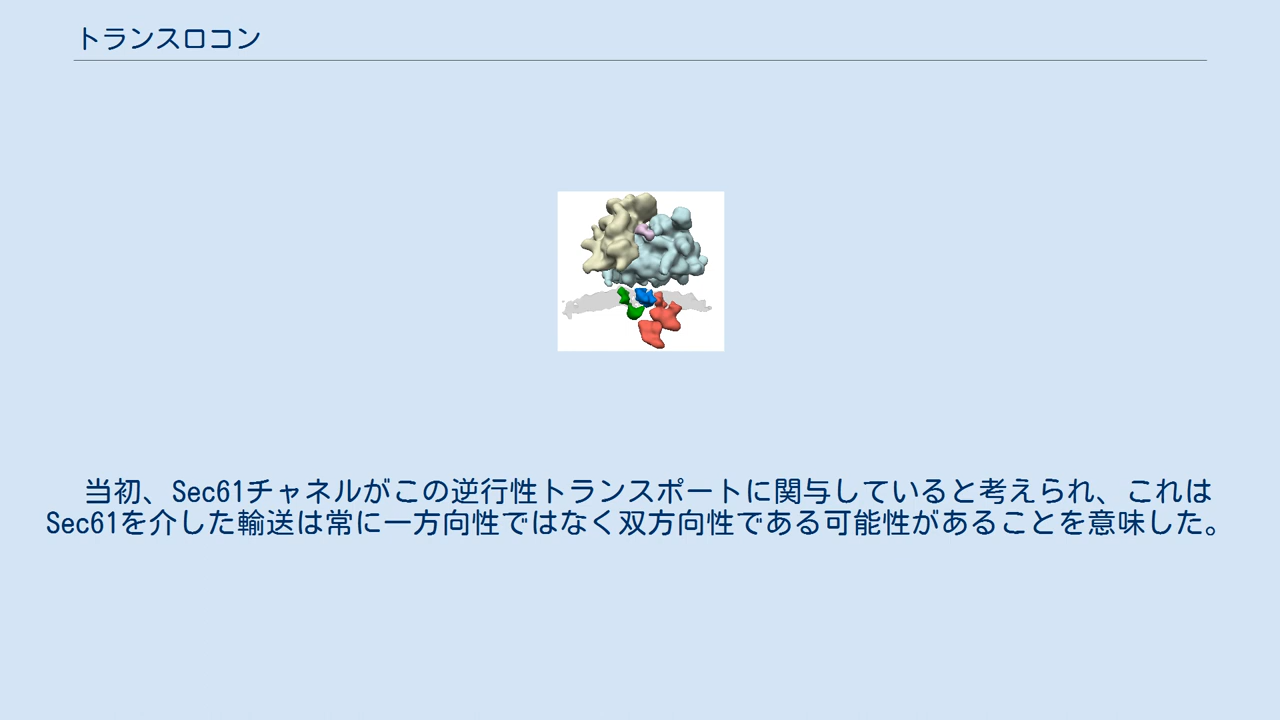 トランスロコン
当初、Sec61チャネルがこの逆行性トランスポートに関与していると考えられ、これは
Sec61を介した輸送は常に一方向性ではなく双方向性である可能性があることを意味した。